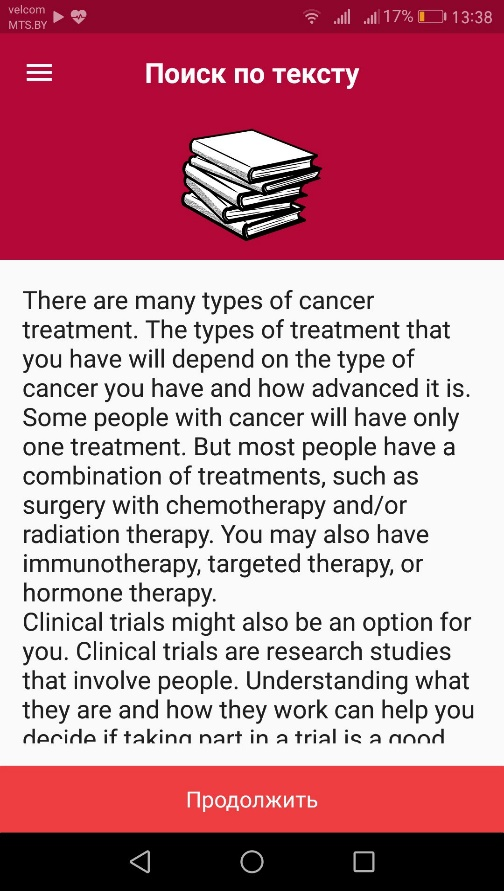 velcom
MTS.BY
17%
13:38
Поиск по тексту
There are many types of cancer
treatment. The types of treatment that
you have will depend on the type of
cancer you have and how advanced it is.
Some people with cancer will have only
one treatment. But most people have a
combination of treatments, such as
surgery with chemotherapy and/or
radiation therapy. You may also have
immunotherapy, targeted therapy, or
hormone therapy.
Clinical trials might also be an option for
you. Clinical trials are research studies
that involve people. Understanding what
they are and how they work can help you
decide if taking part in a trial is a good
Продолжить